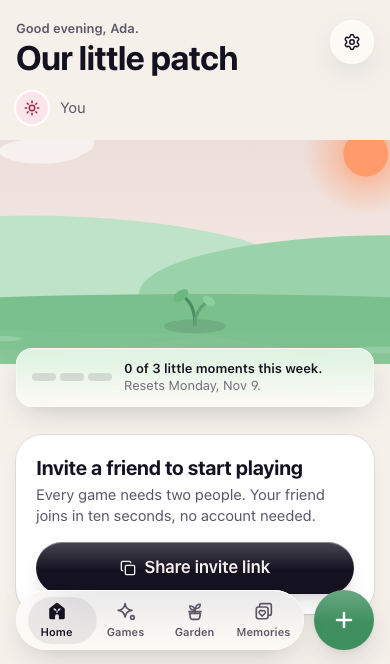 Good evening, Ada.
Our little patch
You
0 of 3 little moments this week.
Resets Monday, Nov 9.
Invite a friend to start playing
Every game needs two people. Your friend
joins in ten seconds, no account needed.
Share invite link
Home
Games
Garden
Memories